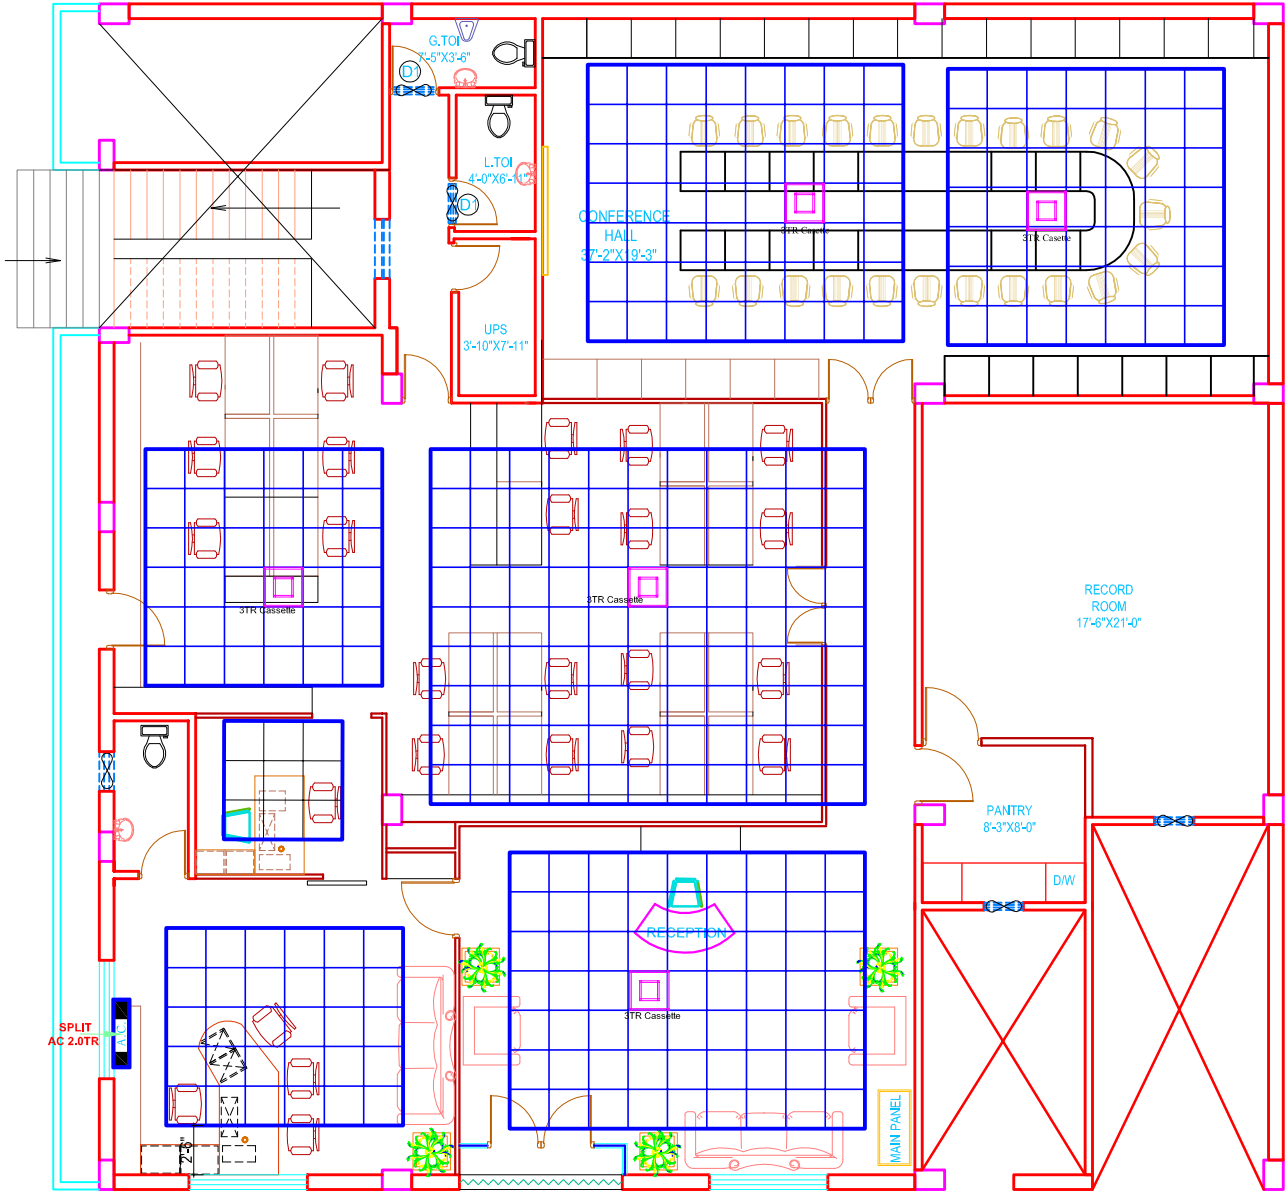 G.TOI
7'-5"X3'-6"
D1
L.TOI
4'-0"X6'-11"
D1
CONFERENCE
HALL
37'-2"X19'-3"
3TR Casette
3TR Casette
UPS
3'-10"X7'-11"
3TR Cassette
3TR Cassette
RECORD
ROOM
17'-6"X21'-0"
PANTRY
8'-3"X8'-0"
D/W
RECEPTION
3TR Cassette
SPLIT
AC 2.0TR
A.C.
MAIN PANEL
2'-6"